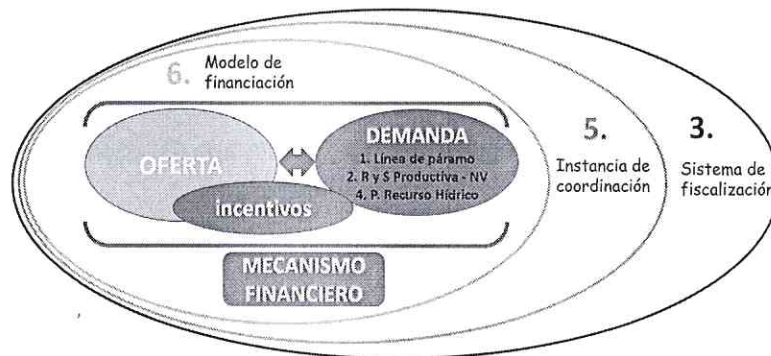 6. Modelo de
financiación
OFERTA
DEMANDA
1. Línea de páramo
2. R y S Productiva - NV
4. P. Recurso Hídrico
incentivos
MECANISMO
FINANCIERO
5.
Instancia de
coordinación
3.
Sistema de
fiscalización